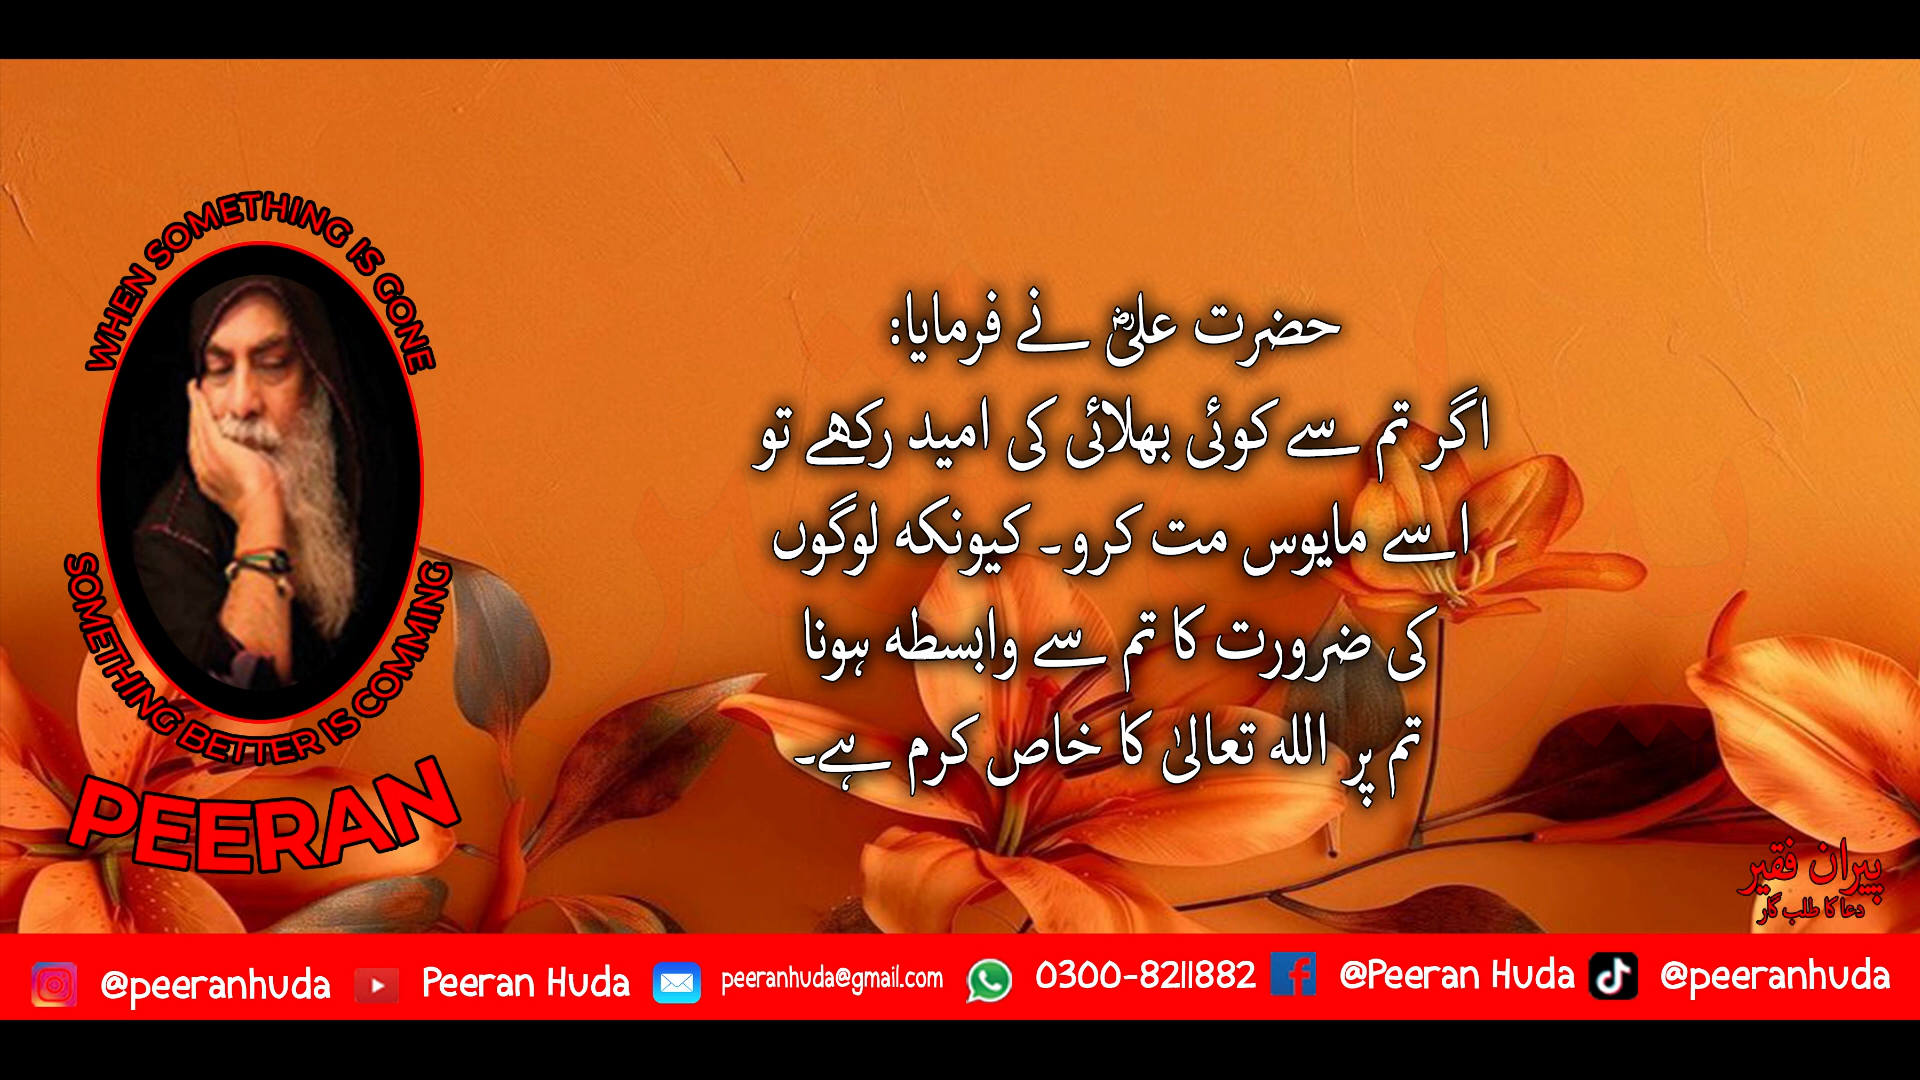 WHEN SOMETHING IS GONE
SOMETHING BETTER IS COMMING
PEERAN
حضرت علیؓ نے فرمایا:
اگر تم سے کوئی بھلائی کی امید رکھے تو
اسے مایوس مت کرو۔ کیونکہ لوگوں
کی ضرورت کا تم سے وابسطہ ہونا
تم پر اللہ تعالیٰ کا خاص کرم ہے۔
پیران فقیر
دعا کا طلب گار
@peeranhuda Peeran Huda peeranhuda@gmail.com 0300-8211882 @Peeran Huda @peeranhuda